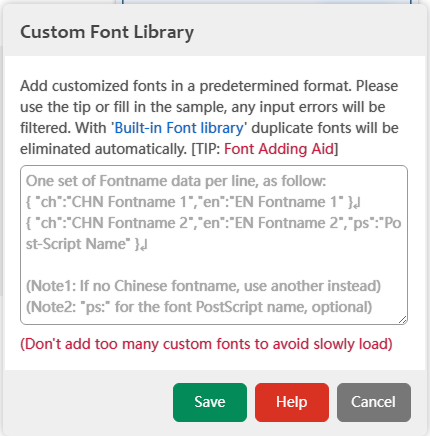 Custom Font Library
Add customized fonts in a predetermined format. Please
use the tip or fill in the sample, any input errors will be
filtered. With 'Built-in Font library' duplicate fonts will be
eliminated automatically. [TIP: Font Adding Aid]
One set of Fontname data per line, as follow:
{ "ch":"CHN Fontname 1","en":"EN Fontname 1" }↲
{ "ch":"CHN Fontname 2","en":"EN Fontname 2","ps":"Po
st-Script Name" }↲
(Note1: If no Chinese fontname, use another instead)
(Note2: "ps:" for the font PostScript name, optional)
(Don't add too many custom fonts to avoid slowly load)
Save Help Cancel